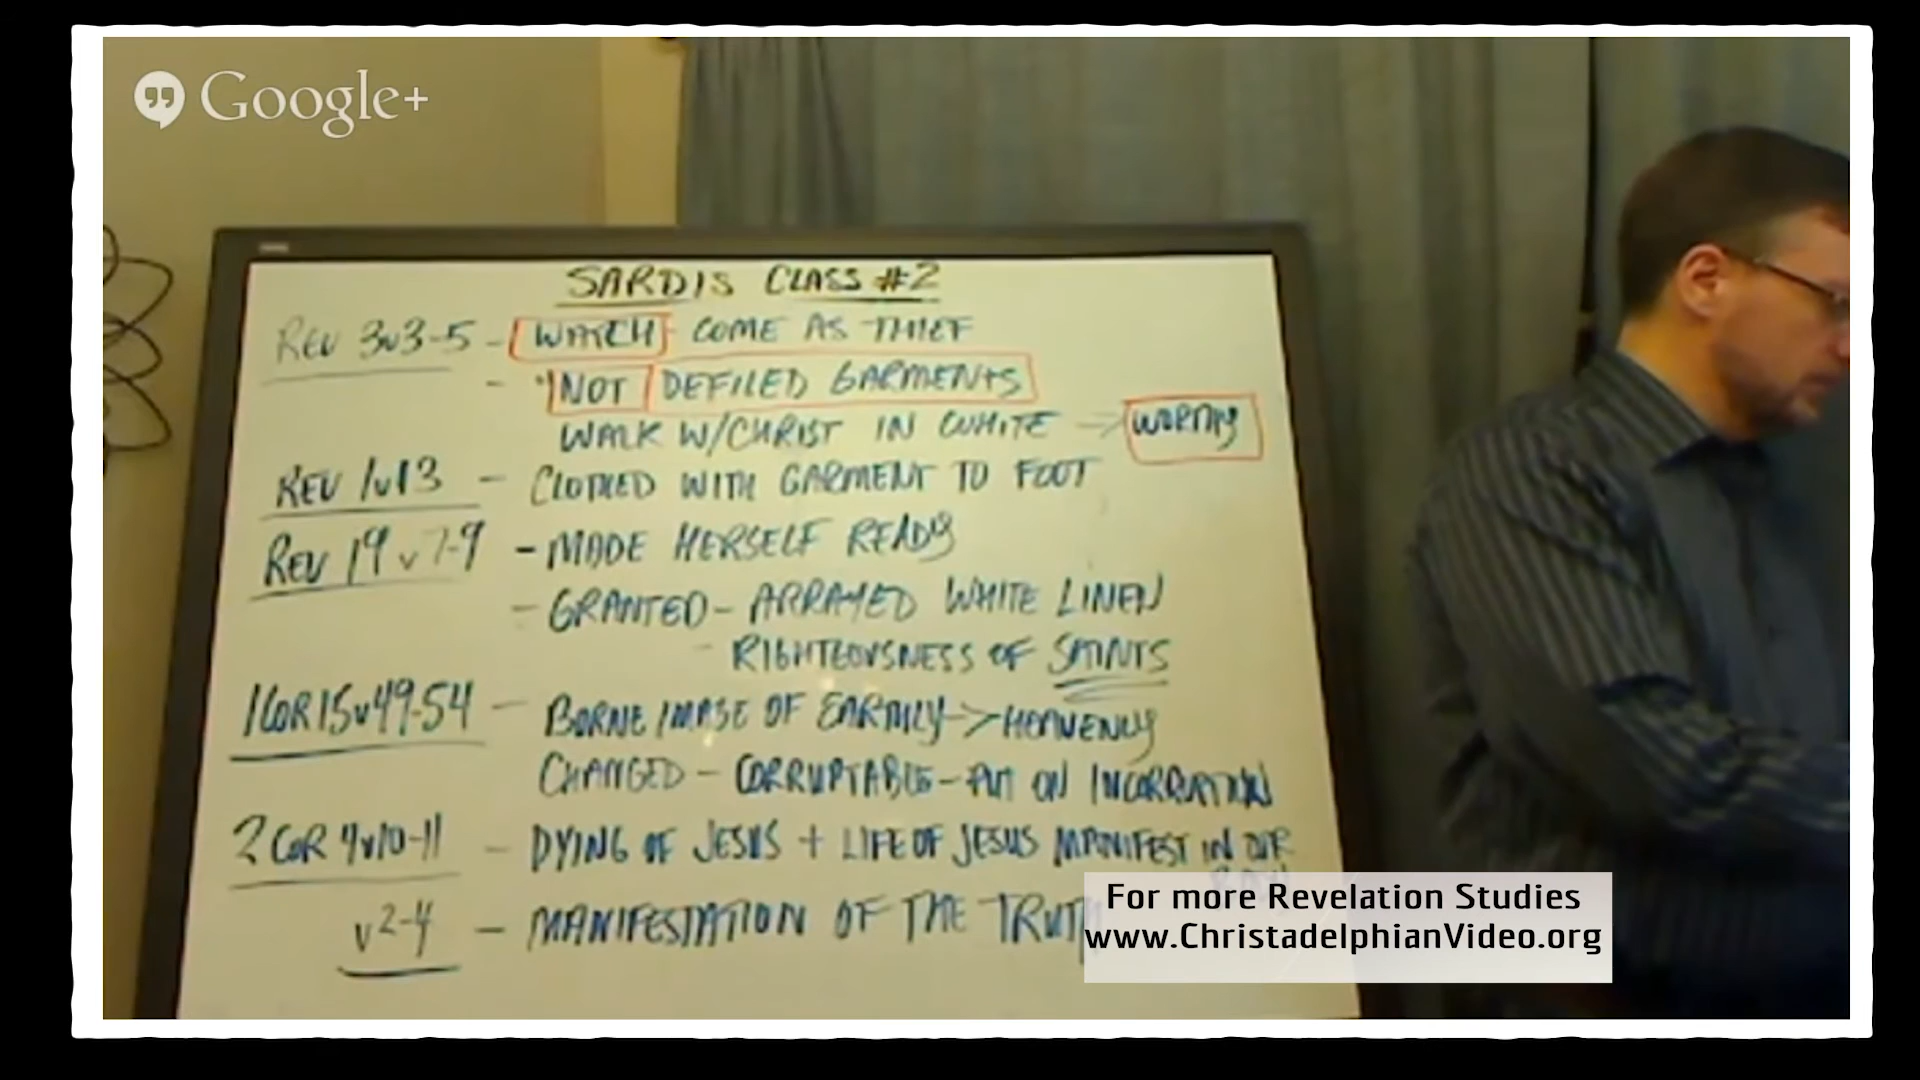 Google+
SARDIS CLASS #2
REV 3v3-5 - WATCH - COME AS THIEF
- NOT DEFILED GARMENTS
WALK W/CHRIST IN WHITE -> WORTHY
REV 1v13 - CLOTHED WITH GARMENT TO FOOT
REV 19 v7-9 - MADE HERSELF READY
- GRANTED - ARRAYED WHITE LINEN
- RIGHTEOUSNESS OF SAINTS
1COR15v49-54 - BORNE IMAGE OF EARTHLY -> HEAVENLY
CHANGED - CORRUPTABLE - PUT ON INCORRUPTION
2COR 4v10-11 - DYING OF JESUS + LIFE OF JESUS MANIFEST IN OUR
v2-4 - MANIFESTATION OF THE TRUTH
For more Revelation Studies
www.ChristadelphianVideo.org